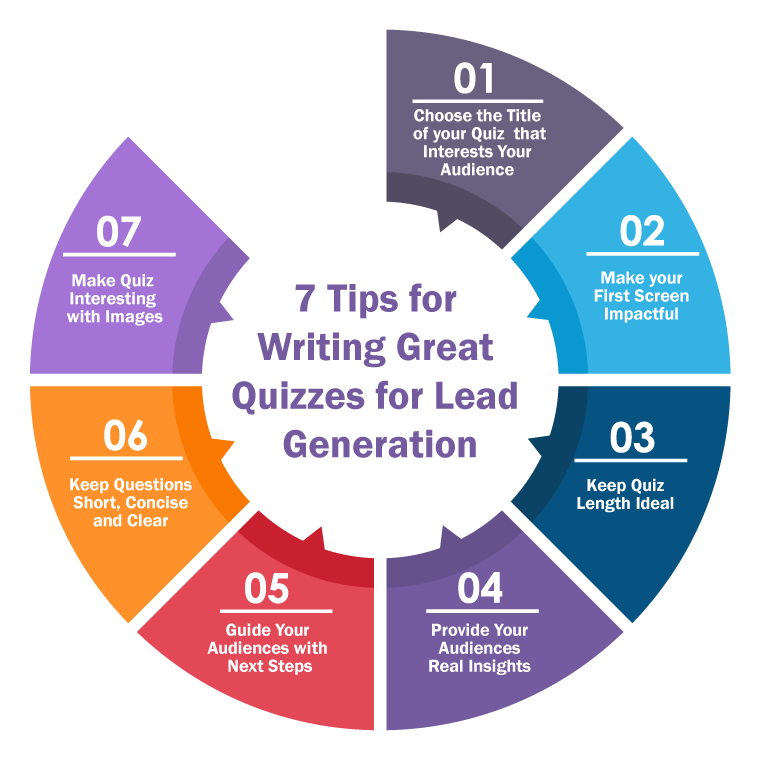 7 Tips for
Writing Great
Quizzes for Lead
Generation
01
Choose the Title
of your Quiz that
Interests Your
Audience
02
Make your
First Screen
Impactful
03
Keep Quiz
Length Ideal
04
Provide Your
Audiences
Real Insights
05
Guide Your
Audiences with
Next Steps
06
Keep Questions
Short, Concise
and Clear
07
Make Quiz
Interesting
with Images